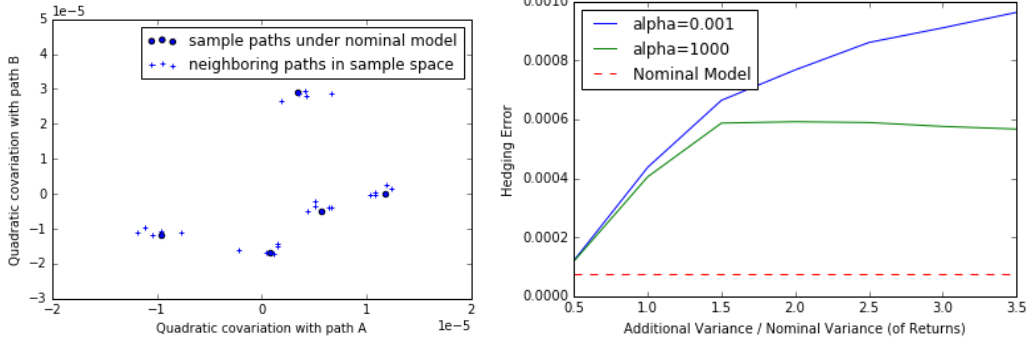 1e−5
5
4
3
2
1
0
−1
−2
−3
−2
−1
0
1
2
1e−5
Quadratic covariation with path B
Quadratic covariation with path A
sample paths under nominal model
neighboring paths in sample space
0.0010
0.0008
0.0006
0.0004
0.0002
0.0000
0.5
1.0
1.5
2.0
2.5
3.0
3.5
Hedging Error
Additional Variance / Nominal Variance (of Returns)
alpha=0.001
alpha=1000
Nominal Model